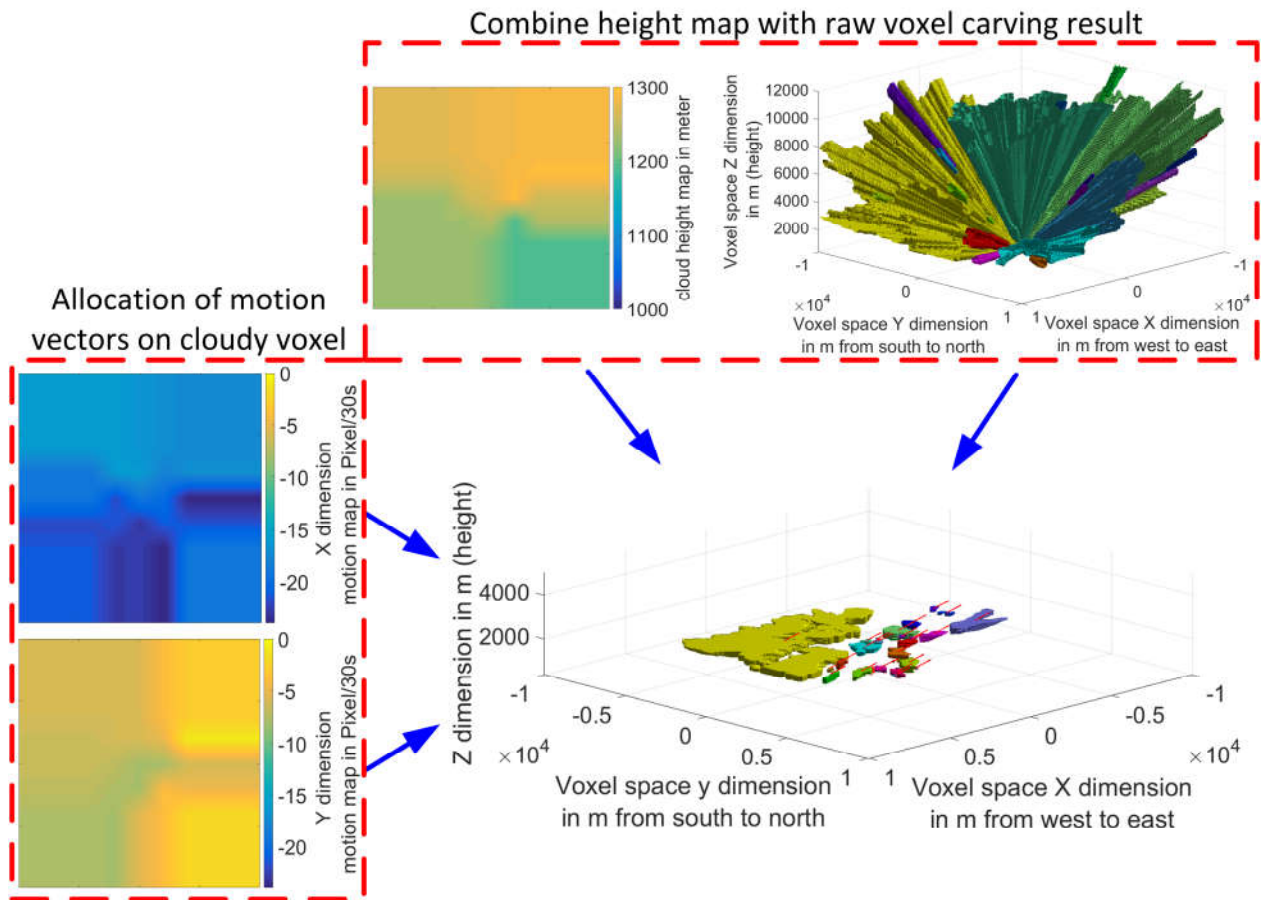 Combine height map with raw voxel carving result
1300
1200
1100
1000
cloud height map in meter
Voxel space Z dimension
in m (height)
12000
10000
8000
6000
4000
2000
-1
×10⁴
0
1
Voxel space Y dimension
in m from south to north
1
0
-1
×10⁴
Voxel space X dimension
in m from west to east
Allocation of motion
vectors on cloudy voxel
0
-5
-10
-15
-20
X dimension
motion map in Pixel/30s
0
-5
-10
-15
-20
Y dimension
motion map in Pixel/30s
Z dimension in m (height)
4000
2000
-1
-0.5
0
0.5
1
×10⁴
Voxel space y dimension
in m from south to north
1
0.5
0
-0.5
-1
×10⁴
Voxel space X dimension
in m from west to east